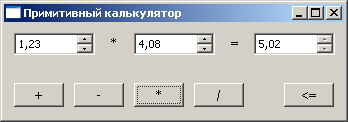 Примитивный калькулятор
1,23 * 4,08 = 5,02
+ - * / <=